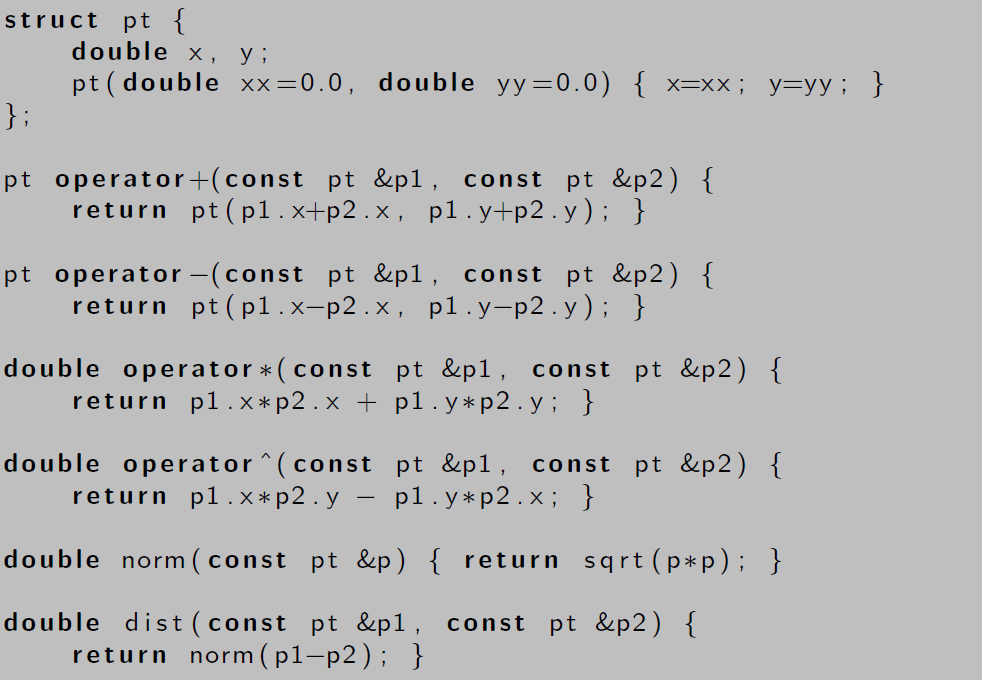 struct pt {
    double x, y;
    pt(double xx=0.0, double yy=0.0) { x=xx; y=yy; }
};
pt operator+(const pt &p1, const pt &p2) {
    return pt(p1.x+p2.x, p1.y+p2.y); }
pt operator-(const pt &p1, const pt &p2) {
    return pt(p1.x-p2.x, p1.y-p2.y); }
double operator*(const pt &p1, const pt &p2) {
    return p1.x*p2.x + p1.y*p2.y; }
double operator^(const pt &p1, const pt &p2) {
    return p1.x*p2.y - p1.y*p2.x; }
double norm(const pt &p) { return sqrt(p*p); }
double dist(const pt &p1, const pt &p2) {
    return norm(p1-p2); }